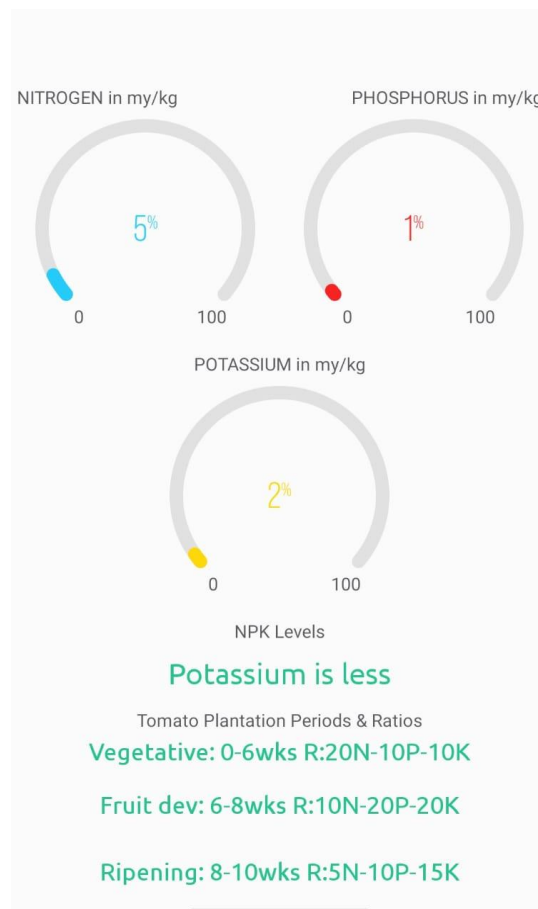 NITROGEN in my/kg
PHOSPHORUS in my/kg
5%
1%
0 100
0 100
POTASSIUM in my/kg
2%
0 100
NPK Levels
Potassium is less
Tomato Plantation Periods & Ratios
Vegetative: 0-6wks R:20N-10P-10K
Fruit dev: 6-8wks R:10N-20P-20K
Ripening: 8-10wks R:5N-10P-15K